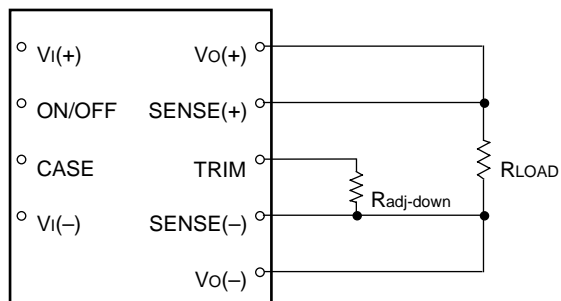 VI(+) VO(+)
ON/OFF SENSE(+)
CASE TRIM RLOAD
Radj-down
VI(–) SENSE(–)
VO(–)